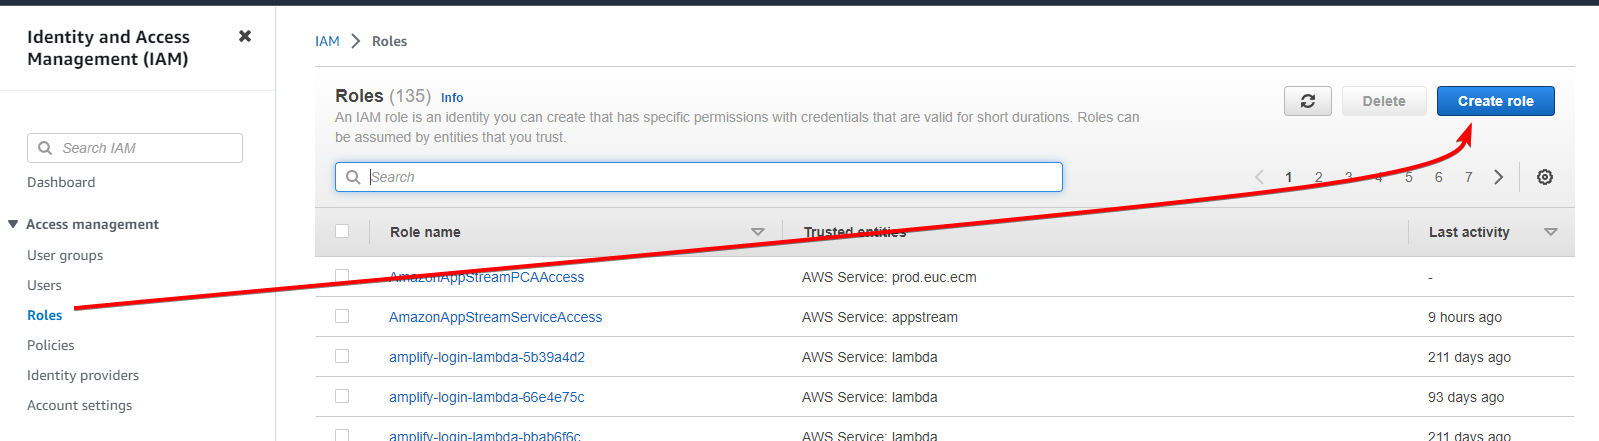 Identity and Access
Management (IAM)
Search IAM
Dashboard
Access management
User groups
Users
Roles
Policies
Identity providers
Account settings
IAM > Roles
Roles (135) Info
An IAM role is an identity you can create that has specific permissions with credentials that are valid for short durations. Roles can
be assumed by entities that you trust.
Delete
Create role
Search
1 2 3 4 5 6 7
Role name Trusted entities Last activity
AmazonAppStreamPCAAccess AWS Service: prod.euc.ecm -
AmazonAppStreamServiceAccess AWS Service: appstream 9 hours ago
amplify-login-lambda-5b39a4d2 AWS Service: lambda 211 days ago
amplify-login-lambda-66e4e75c AWS Service: lambda 93 days ago
amplify-login-lambda-bbab6f6c AWS Service: lambda 211 days ago